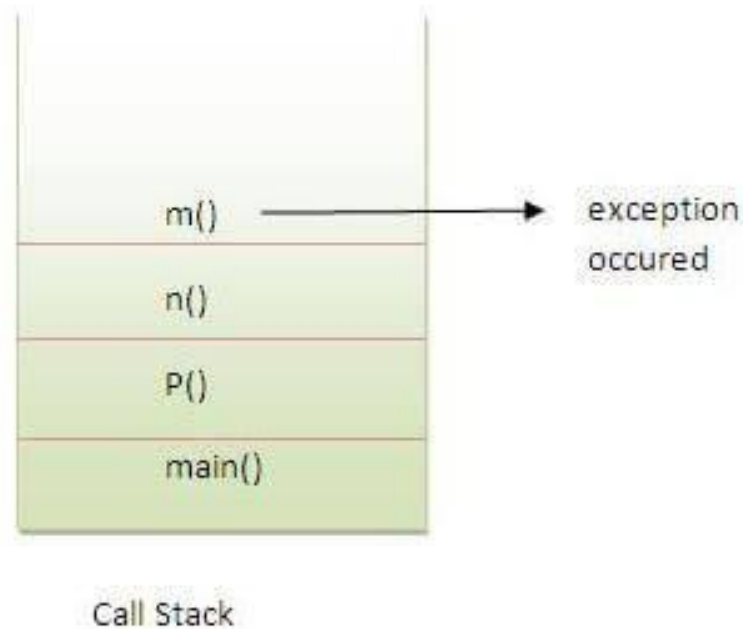 m()
exception
occured
n()
P()
main()
Call Stack